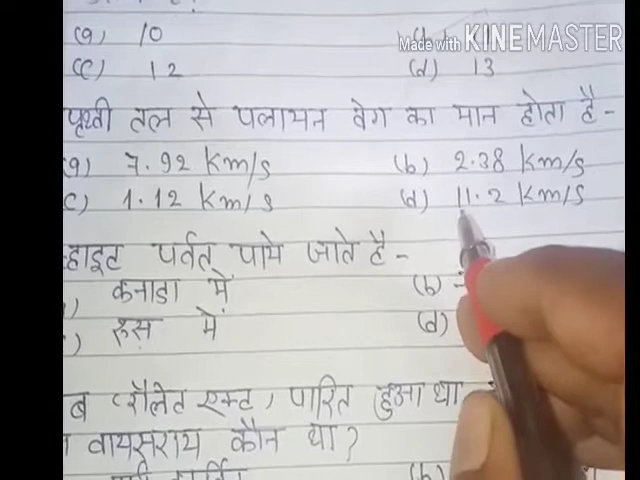 (a) 10
Made with KINEMASTER
(c) 12 (d) 13
पृथ्वी तल से पलायन वेग का मान होता है -
(a) 7.92 Km/s (b) 2.38 Km/s
(c) 1.12 Km/s (d) 11.2 Km/s
हाइट पर्वत पाये जाते है -
कनाडा में (b)
रूस में (d)
ब 'रौलेट एक्ट' पारित हुआ था
वायसराय कौन था?
(b)